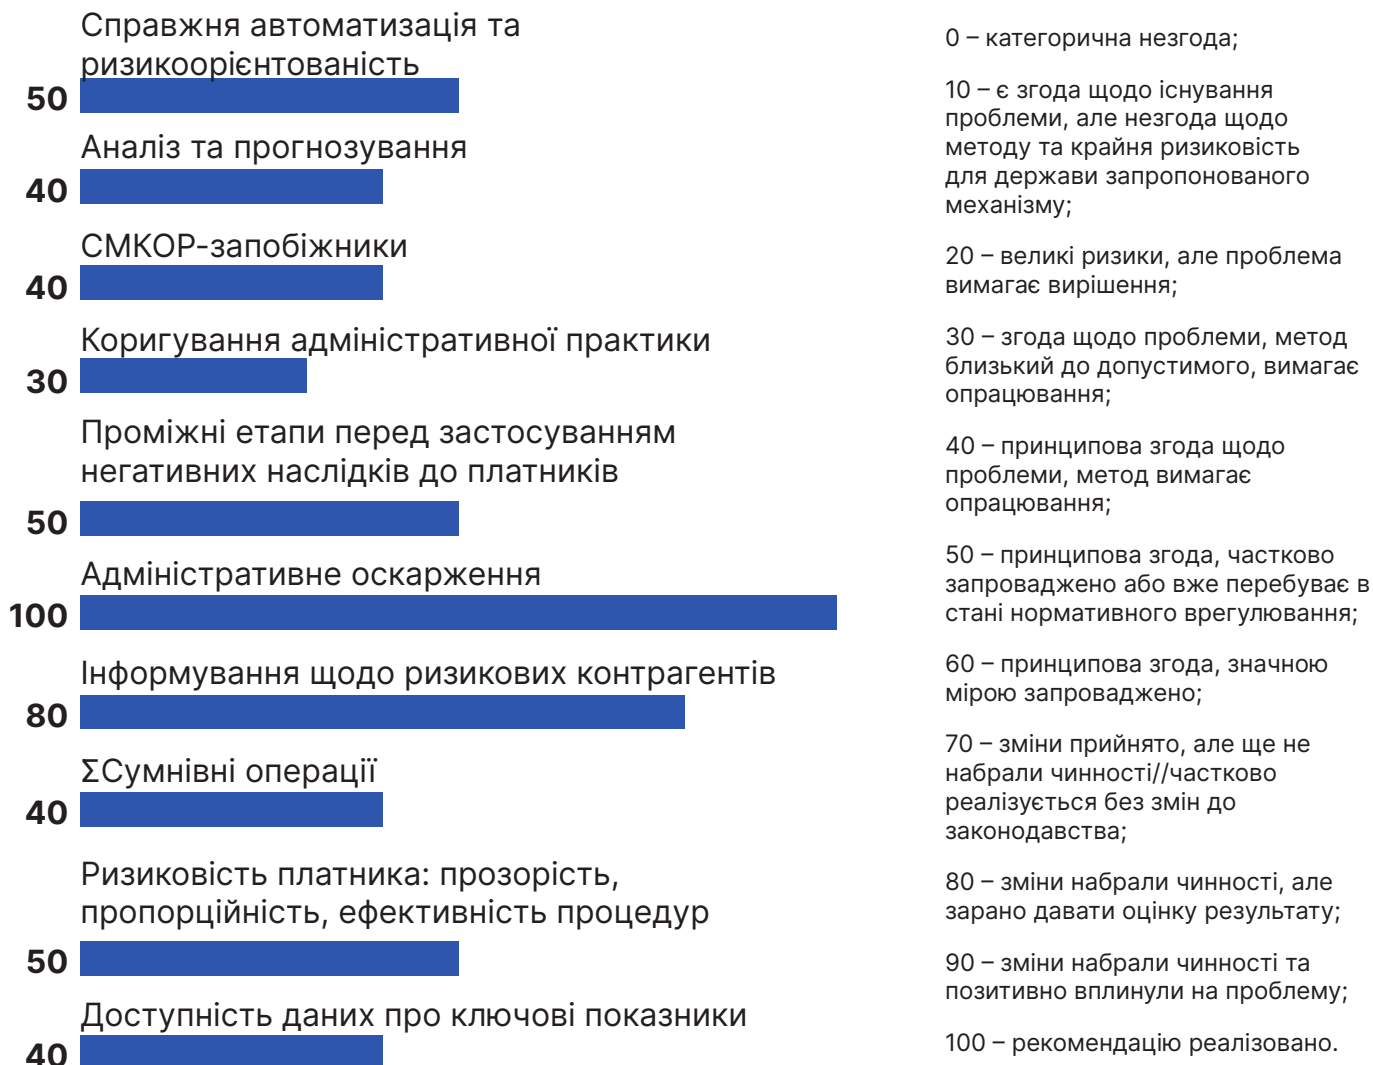 Справжня автоматизація та
ризикоорієнтованість
50
Аналіз та прогнозування
40
СМКОР-запобіжники
40
Коригування адміністративної практики
30
Проміжні етапи перед застосуванням
негативних наслідків до платників
50
Адміністративне оскарження
100
Інформування щодо ризикових контрагентів
80
ΣСумнівні операції
40
Ризиковість платника: прозорість,
пропорційність, ефективність процедур
50
Доступність даних про ключові показники
40
0 – категорична незгода;
10 – є згода щодо існування
проблеми, але незгода щодо
методу та крайня ризиковість
для держави запропонованого
механізму;
20 – великі ризики, але проблема
вимагає вирішення;
30 – згода щодо проблеми, метод
близький до допустимого, вимагає
опрацювання;
40 – принципова згода щодо
проблеми, метод вимагає
опрацювання;
50 – принципова згода, частково
запроваджено або вже перебуває в
стані нормативного врегулювання;
60 – принципова згода, значною
мірою запроваджено;
70 – зміни прийнято, але ще не
набрали чинності//частково
реалізується без змін до
законодавства;
80 – зміни набрали чинності, але
зарано давати оцінку результату;
90 – зміни набрали чинності та
позитивно вплинули на проблему;
100 – рекомендацію реалізовано.